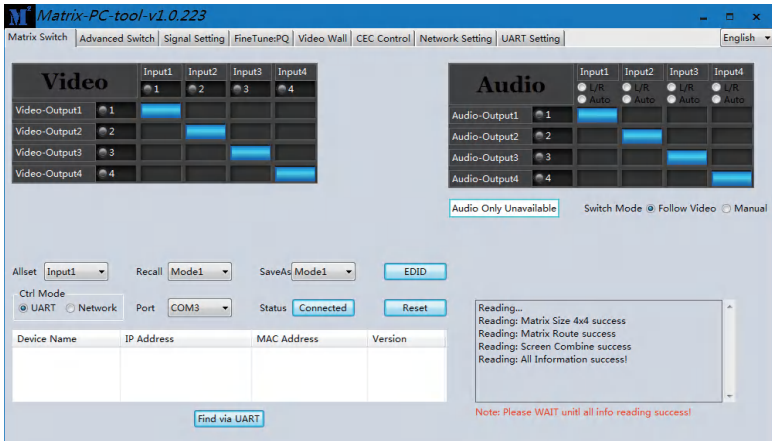 Matrix-PC-tool-v1.0.223
Matrix Switch Advanced Switch Signal Setting FineTune:PQ Video Wall CEC Control Network Setting UART Setting English
Video Input1 Input2 Input3 Input4
1 2 3 4
Video-Output1 1
Video-Output2 2
Video-Output3 3
Video-Output4 4
Audio Input1 Input2 Input3 Input4
L/R L/R L/R L/R
Auto Auto Auto Auto
Audio-Output1 1
Audio-Output2 2
Audio-Output3 3
Audio-Output4 4
Audio Only Unavailable Switch Mode Follow Video Manual
Allset Input1 Recall Mode1 SaveAs Mode1 EDID
Ctrl Mode
UART Network Port COM3 Status Connected Reset
Device Name IP Address MAC Address Version
Find via UART
Reading...
Reading: Matrix Size 4x4 success
Reading: Matrix Route success
Reading: Screen Combine success
Reading: All Information success!
Note: Please WAIT unitl all info reading success!